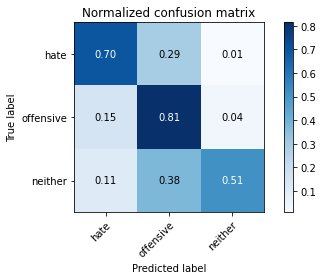 Normalized confusion matrix
True label
hate 0.70 0.29 0.01
offensive 0.15 0.81 0.04
neither 0.11 0.38 0.51
hate offensive neither
Predicted label
0.8
0.7
0.6
0.5
0.4
0.3
0.2
0.1